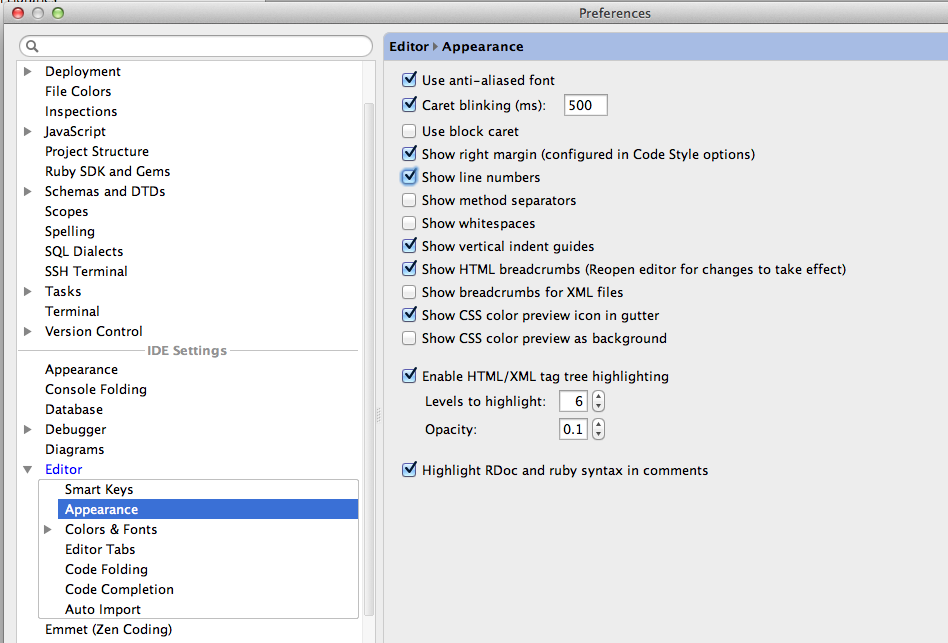 Preferences
Deployment
File Colors
Inspections
JavaScript
Project Structure
Ruby SDK and Gems
Schemas and DTDs
Scopes
Spelling
SQL Dialects
SSH Terminal
Tasks
Terminal
Version Control
IDE Settings
Appearance
Console Folding
Database
Debugger
Diagrams
Editor
Smart Keys
Appearance
Colors & Fonts
Editor Tabs
Code Folding
Code Completion
Auto Import
Emmet (Zen Coding)
Editor Appearance
Use anti-aliased font
Caret blinking (ms): 500
Use block caret
Show right margin (configured in Code Style options)
Show line numbers
Show method separators
Show whitespaces
Show vertical indent guides
Show HTML breadcrumbs (Reopen editor for changes to take effect)
Show breadcrumbs for XML files
Show CSS color preview icon in gutter
Show CSS color preview as background
Enable HTML/XML tag tree highlighting
Levels to highlight: 6
Opacity: 0.1
Highlight RDoc and ruby syntax in comments